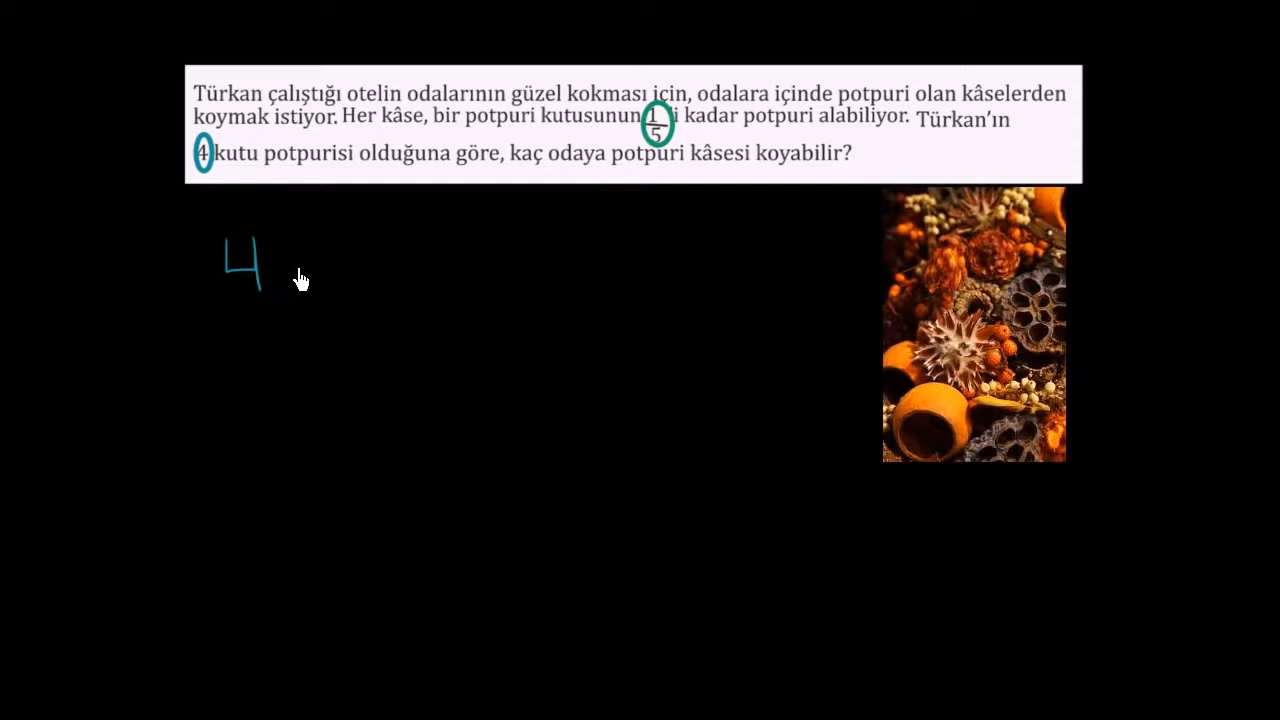 Türkan çalıştığı otelin odalarının güzel kokması için, odalara içinde potpuri olan kâselerden
koymak istiyor. Her kâse, bir potpuri kutusunun 1/5 i kadar potpuri alabiliyor. Türkan’ın
4 kutu potpurisi olduğuna göre, kaç odaya potpuri kâsesi koyabilir?
4